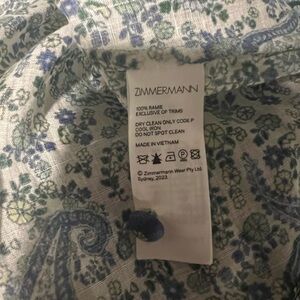 ZIMMERMANN
100% RAMIE
EXCLUSIVE OF TRIMS
DRY CLEAN ONLY CODE P
COOL IRON
DO NOT SPOT CLEAN
MADE IN VIETNAM
© Zimmermann Wear Pty Ltd
Sydney, 2023.